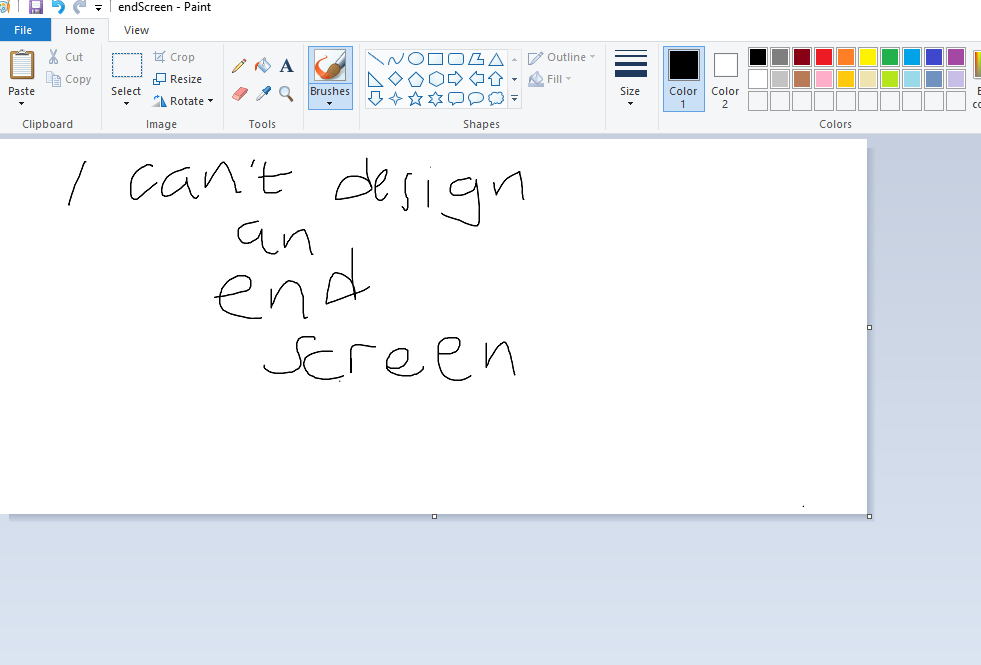 endScreen - Paint
File Home View
Cut
Crop
Outline
Paste Copy Select Resize A Brushes Fill Size Color 1 Color 2
Rotate
Clipboard Image Tools Shapes Colors
I can't design
an
end
screen